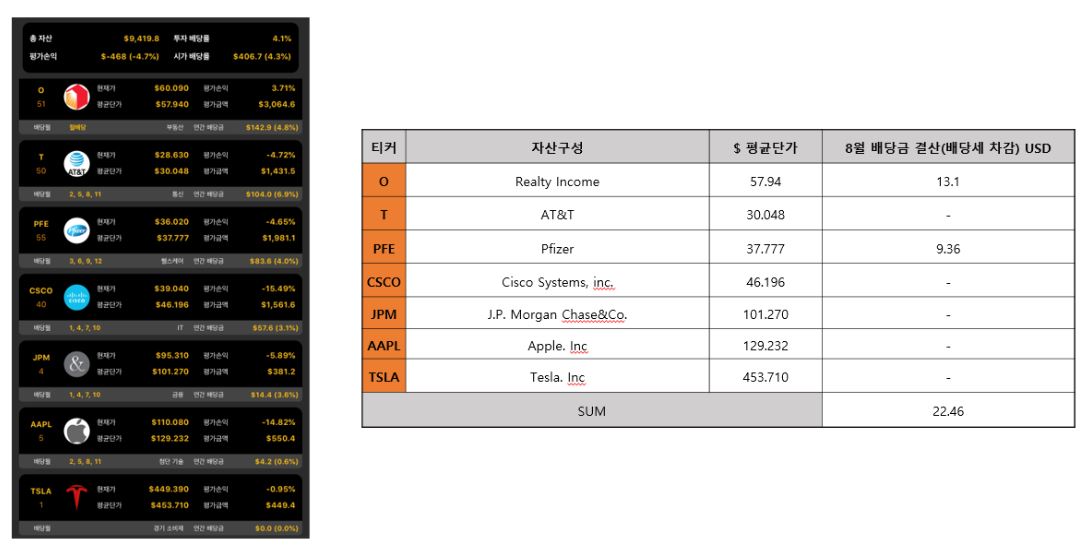 총 자산 $9,419.8 투자 배당률 4.1%
평가손익 $-468 (-4.7%) 시가 배당률 $406.7 (4.3%)
O 현재가 $60.090 평가손익 3.71%
51 평균단가 $57.940 평가금액 $3,064.6
배당월 월배당 부동산 연간 배당금 $142.9 (4.8%)
T 현재가 $28.630 평가손익 -4.72%
50 AT&T 평균단가 $30.048 평가금액 $1,431.5
배당월 2, 5, 8, 11 통신 연간 배당금 $104.0 (6.9%)
PFE 현재가 $36.020 평가손익 -4.65%
55 Pfizer 평균단가 $37.777 평가금액 $1,981.1
배당월 3, 6, 9, 12 헬스케어 연간 배당금 $83.6 (4.0%)
CSCO 현재가 $39.040 평가손익 -15.49%
40 cisco 평균단가 $46.196 평가금액 $1,561.6
배당월 1, 4, 7, 10 IT 연간 배당금 $57.6 (3.1%)
JPM & 현재가 $95.310 평가손익 -5.89%
4 평균단가 $101.270 평가금액 $381.2
배당월 1, 4, 7, 10 금융 연간 배당금 $14.4 (3.6%)
AAPL 현재가 $110.080 평가손익 -14.82%
5 평균단가 $129.232 평가금액 $550.4
배당월 2, 5, 8, 11 첨단 기술 연간 배당금 $4.2 (0.6%)
TSLA 현재가 $449.390 평가손익 -0.95%
1 평균단가 $453.710 평가금액 $449.4
배당월 경기 소비재 연간 배당금 $0.0 (0.0%)
티커 자산구성 $ 평균단가 8월 배당금 결산(배당세 차감) USD
O Realty Income 57.94 13.1
T AT&T 30.048 -
PFE Pfizer 37.777 9.36
CSCO Cisco Systems, inc. 46.196 -
JPM J.P. Morgan Chase&Co. 101.270 -
AAPL Apple. Inc 129.232 -
TSLA Tesla. Inc 453.710 -
SUM 22.46